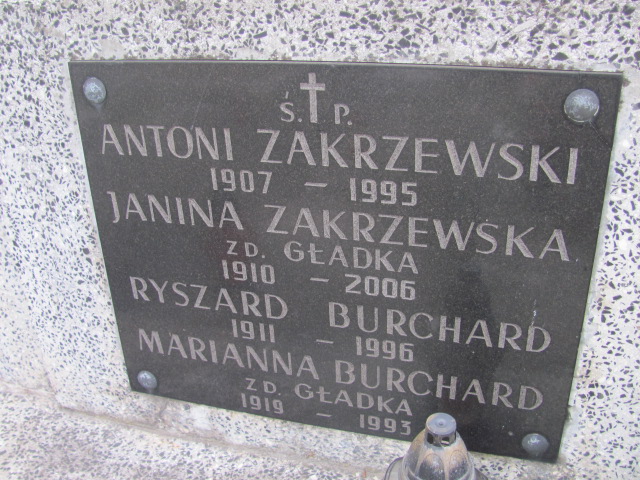 Ś. P.
ANTONI ZAKRZEWSKI
1907 – 1995
JANINA ZAKRZEWSKA
ZD. GŁADKA
1910 – 2006
RYSZARD BURCHARD
1911 – 1996
MARIANNA BURCHARD
ZD. GŁADKA
1919 – 1993